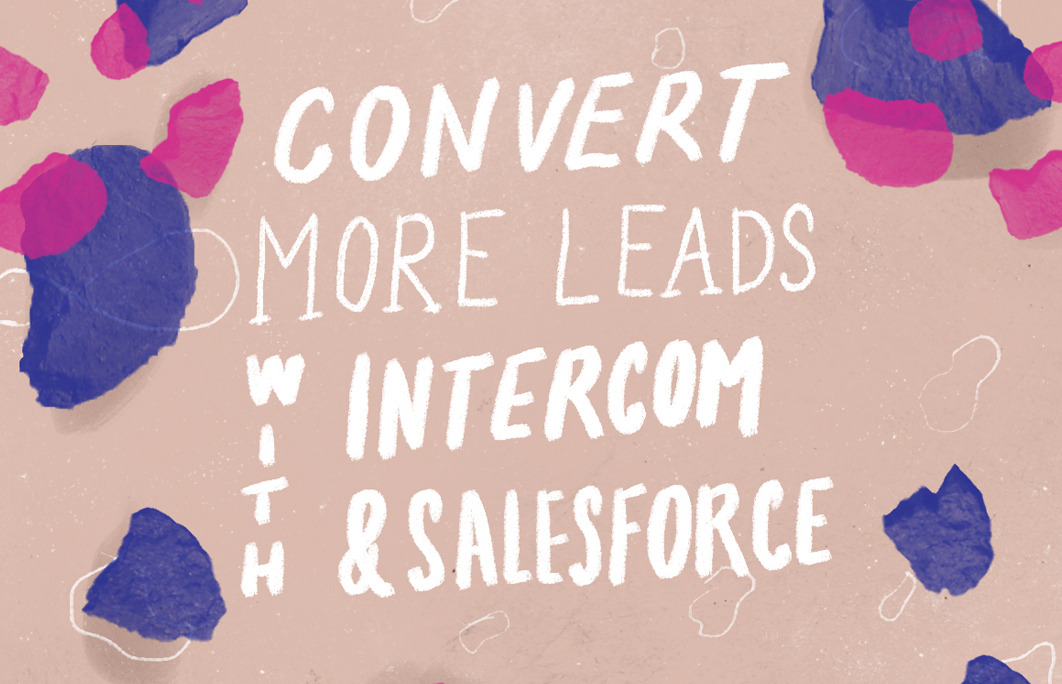 CONVERT
MORE LEADS
WITH
INTERCOM
& SALESFORCE